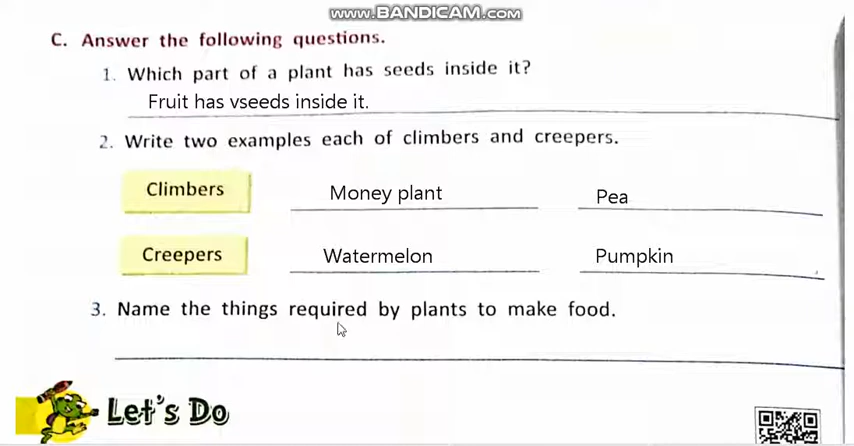 www.BANDICAM.com
C. Answer the following questions.
1. Which part of a plant has seeds inside it?
Fruit has vseeds inside it.
2. Write two examples each of climbers and creepers.
Climbers Money plant Pea
Creepers Watermelon Pumpkin
3. Name the things required by plants to make food.
Let's Do